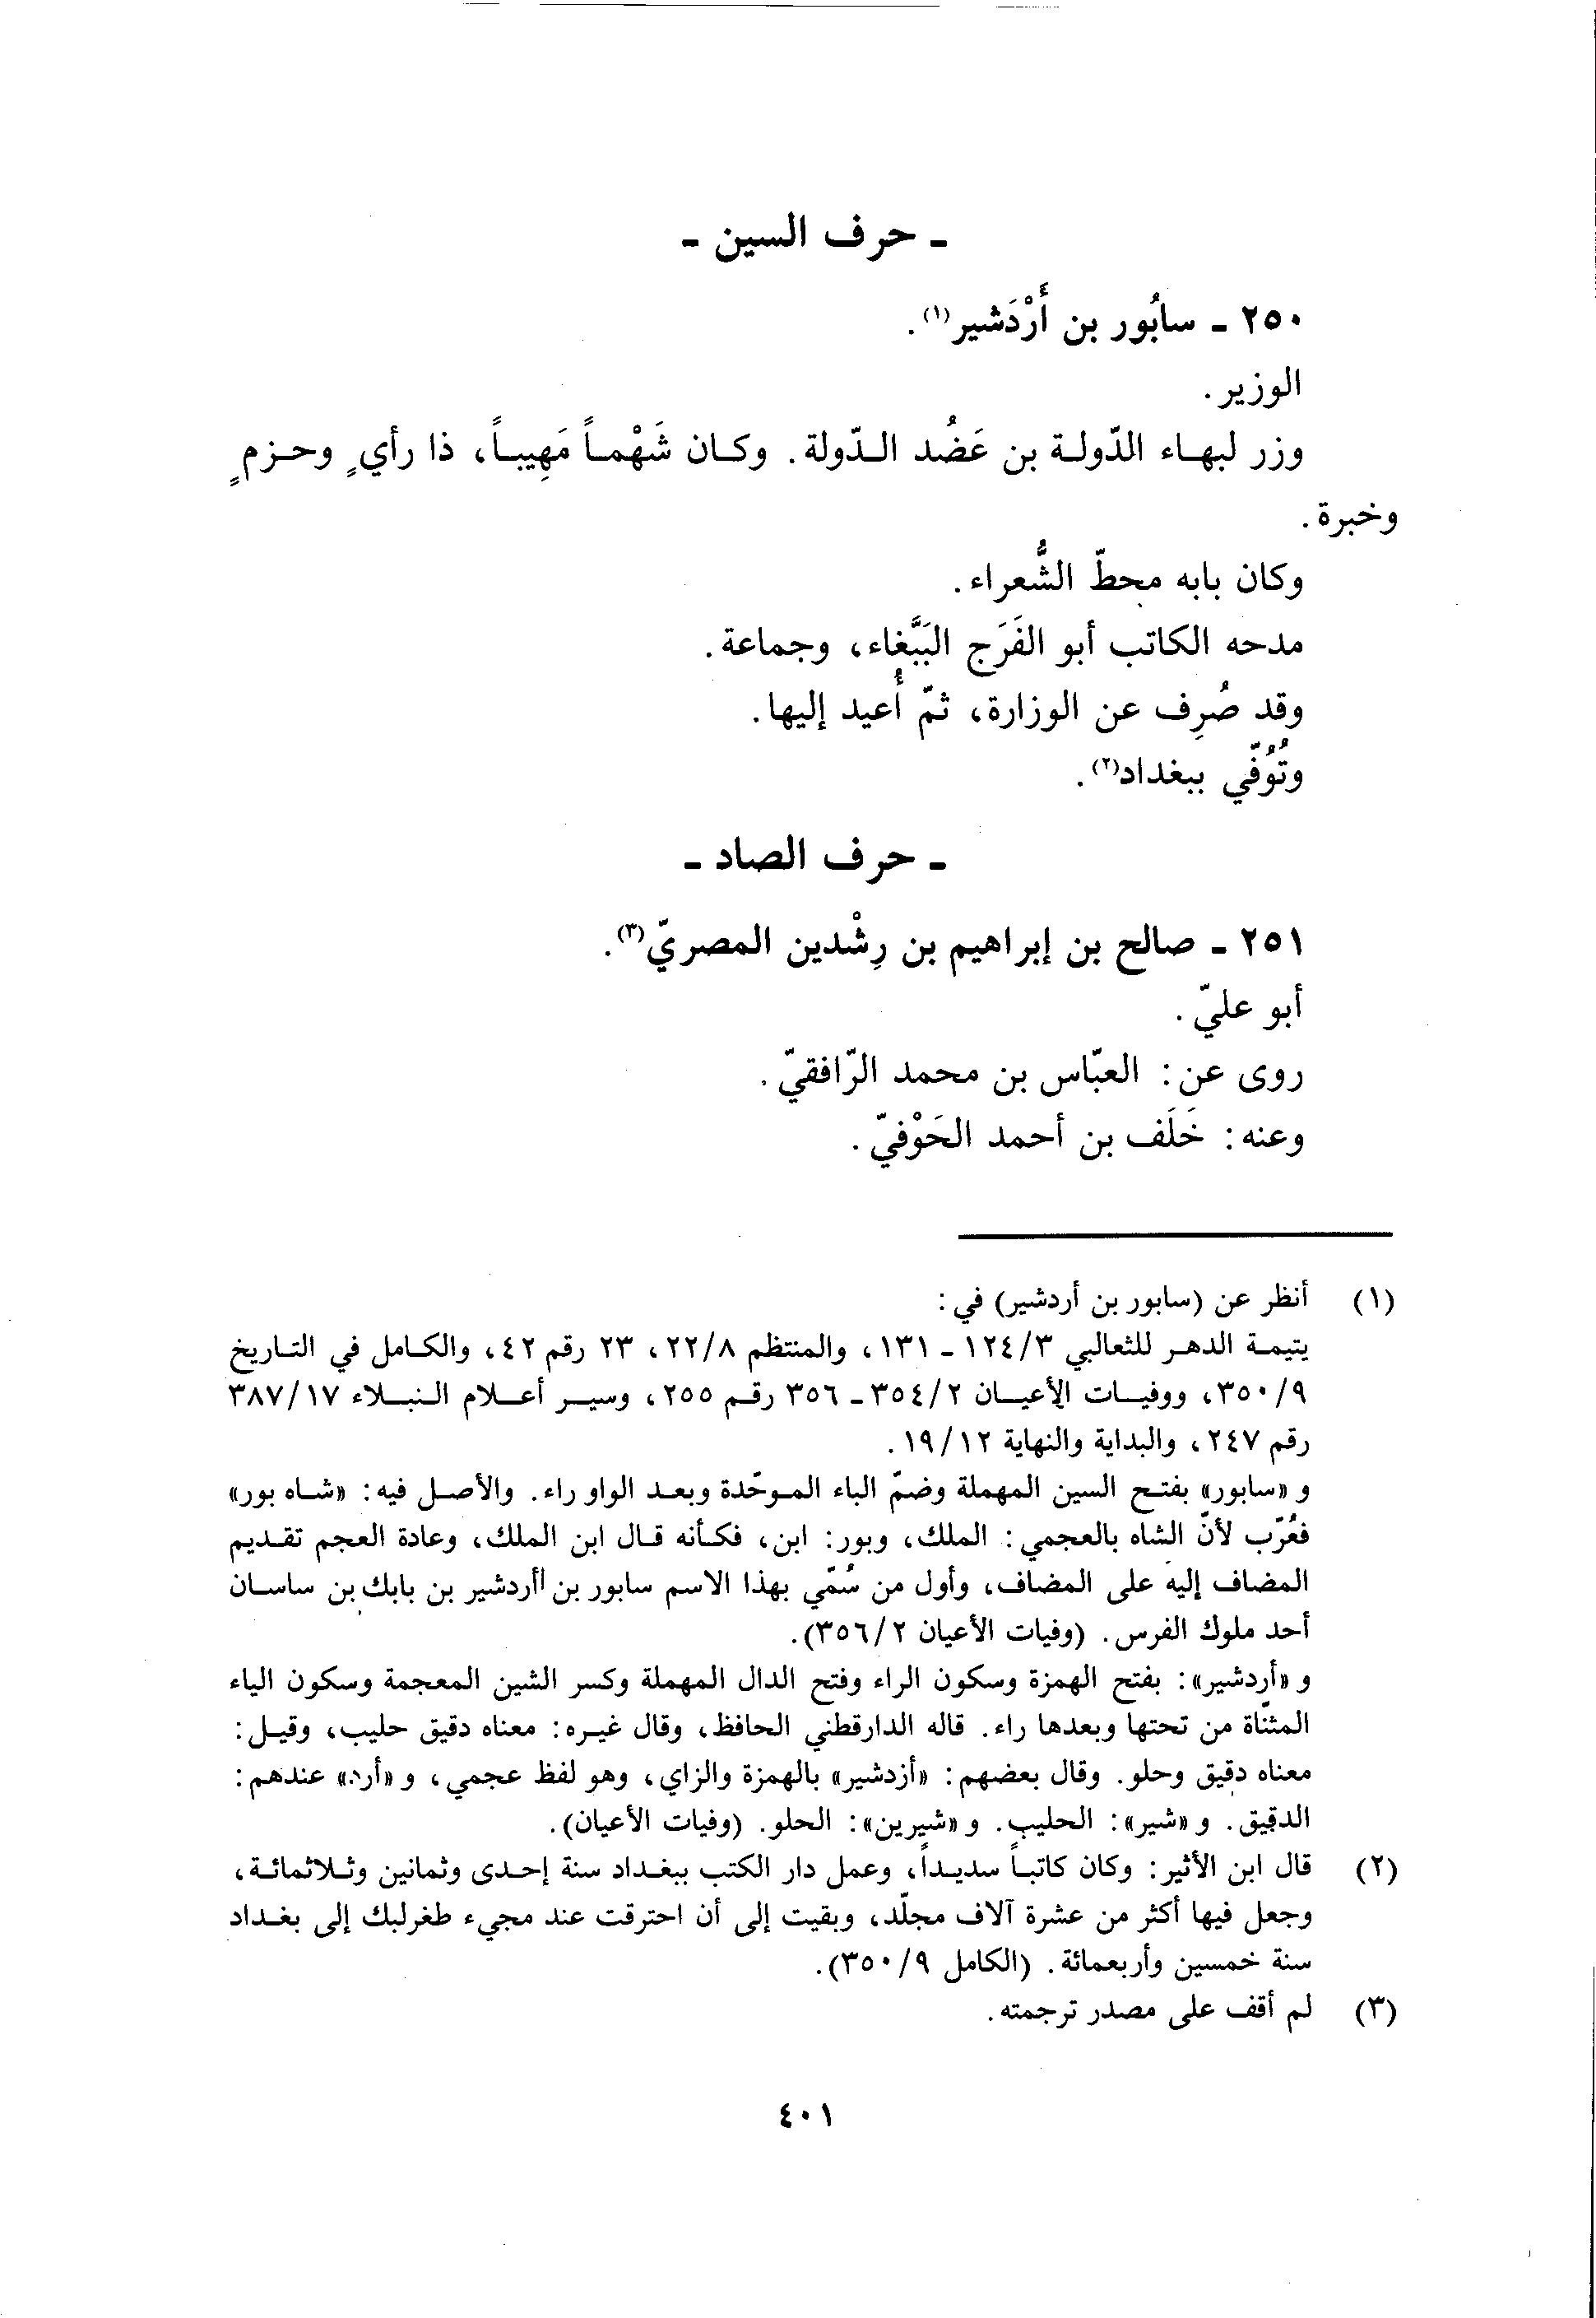 ـ حرف السين ـ
٢٥٠ ـ سابُور بن أَرْدَشير(١).
الوزير.
وزر لبهاء الدّولة بن عَضُد الدّولة. وكان شَهْماً مَهِيباً، ذا رأيٍ وحزمٍ
وخبرة.
وكان بابه محطّ الشُّعراء.
مدحه الكاتب أبو الفَرَج البَبَّغاء، وجماعة.
وقد صُرِف عن الوزارة، ثمّ أُعيد إليها.
وتُوُفّي ببغداد(٢).
ـ حرف الصاد ـ
٢٥١ ـ صالح بن إبراهيم بن رِشْدين المصريّ(٣).
أبو عليّ.
روى عن: العبّاس بن محمد الرّافقيّ.
وعنه: خَلَف بن أحمد الحَوْفيّ.
(١) أنظر عن (سابور بن أردشير) في:
يتيمة الدهر للثعالبي ١٢٤/٣ ـ ١٣١، والمنتظم ٢٢/٨، ٢٣ رقم ٤٢، والكامل في التاريخ
٣٥٠/٩، ووفيات الأعيان ٣٥٤/٢ ـ ٣٥٦ رقم ٢٥٥، وسير أعلام النبلاء ٣٨٧/١٧
رقم ٢٤٧، والبداية والنهاية ١٩/١٢.
و «سابور» بفتح السين المهملة وضمّ الباء الموحّدة وبعد الواو راء. والأصل فيه: «شاه بور»
فعُرّب لأنّ الشاه بالعجمي: الملك، وبور: ابن، فكأنه قال ابن الملك، وعادة العجم تقديم
المضاف إليه على المضاف، وأول من سُمّي بهذا الاسم سابور بن أأردشير بن بابك بن ساسان
أحد ملوك الفرس. (وفيات الأعيان ٣٥٦/٢).
و «أردشير»: بفتح الهمزة وسكون الراء وفتح الدال المهملة وكسر الشين المعجمة وسكون الياء
المثنّاة من تحتها وبعدها راء. قاله الدارقطني الحافظ، وقال غيره: معناه دقيق حليب، وقيل:
معناه دقيق وحلو. وقال بعضهم: «أزدشير» بالهمزة والزاي، وهو لفظ عجمي، و «أرد» عندهم:
الدقيق. و «شير»: الحليب. و «شيرين»: الحلو. (وفيات الأعيان).
(٢) قال ابن الأثير: وكان كاتباً سديداً، وعمل دار الكتب ببغداد سنة إحدى وثمانين وثلاثمائة،
وجعل فيها أكثر من عشرة آلاف مجلّد، وبقيت إلى أن احترقت عند مجيء طغرلبك إلى بغداد
سنة خمسين وأربعمائة. (الكامل ٣٥٠/٩).
(٣) لم أقف على مصدر ترجمته.
٤٠١